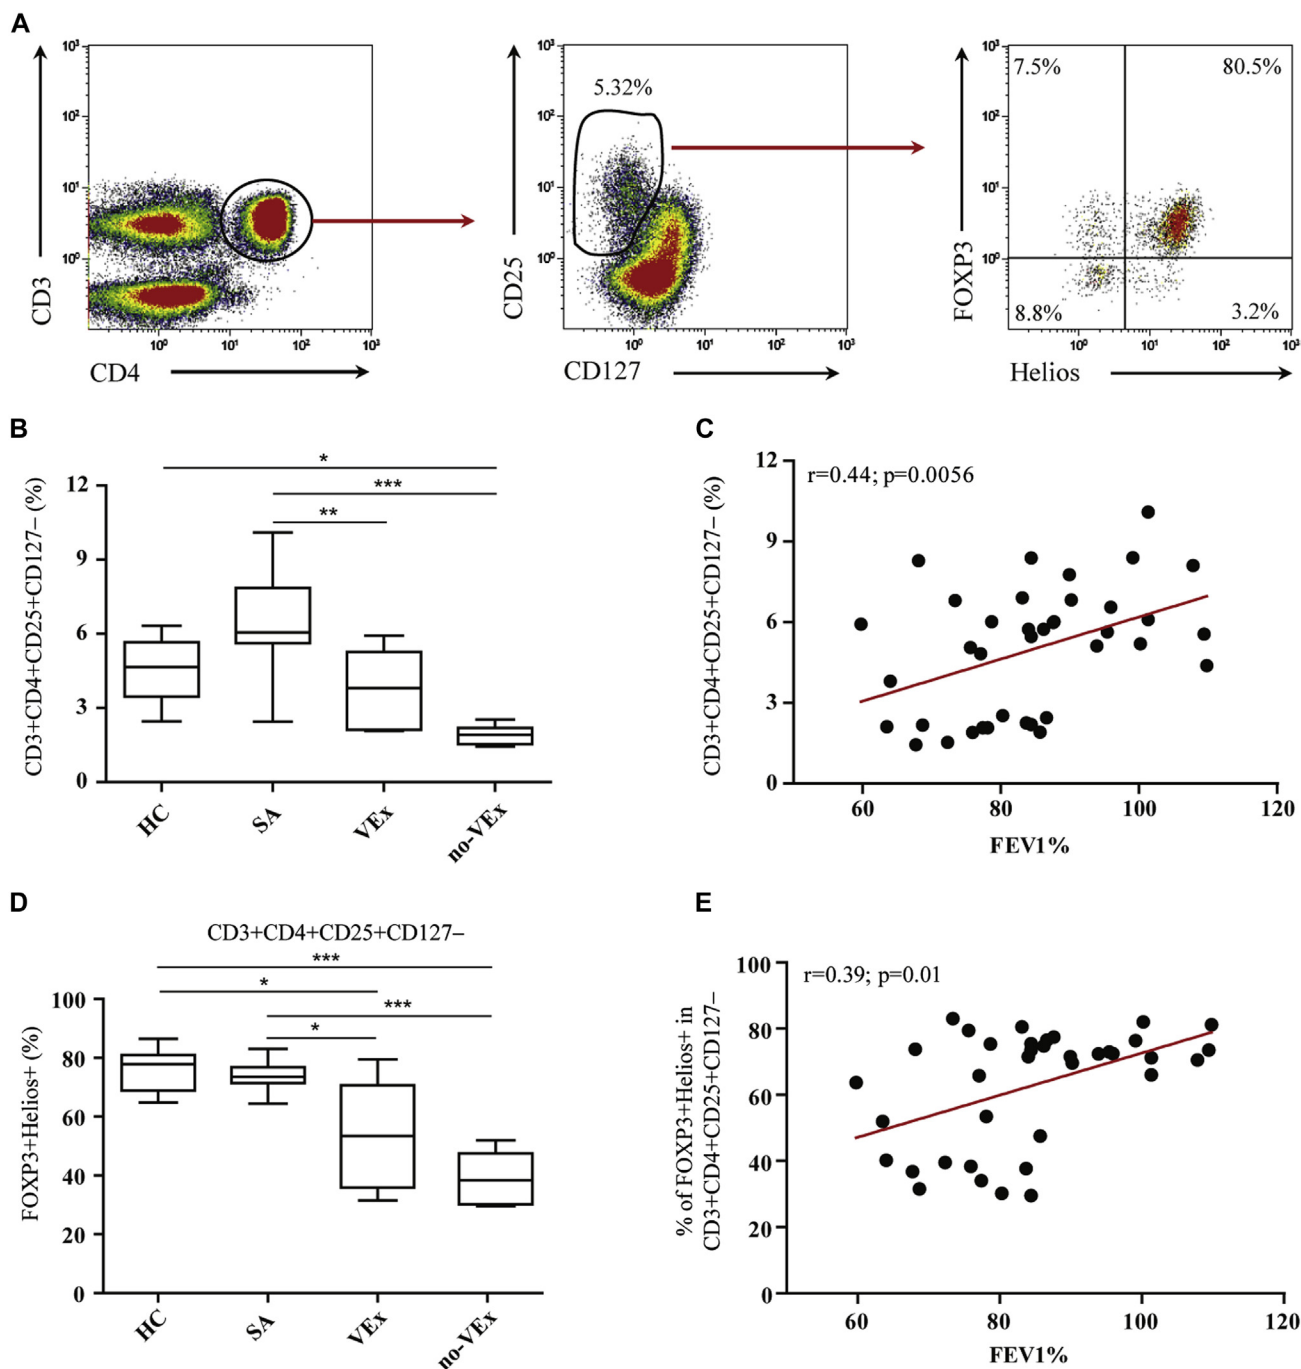 A
CD3
10³
10²
10¹
10⁰
10⁰
10¹
10²
10³
CD4
CD25
10³
10²
10¹
10⁰
5.32%
10⁰
10¹
10²
10³
CD127
FOXP3
10³
10²
10¹
10⁰
7.5%
80.5%
8.8%
3.2%
10⁰
10¹
10²
10³
Helios
B
CD3+CD4+CD25+CD127– (%)
12
9
6
3
0
*
***
**
HC
SA
VEx
no-VEx
C
CD3+CD4+CD25+CD127– (%)
12
9
6
3
0
r=0.44; p=0.0056
60
80
100
120
FEV1%
D
CD3+CD4+CD25+CD127–
FOXP3+Helios+ (%)
100
80
60
40
20
0
***
*
***
*
HC
SA
VEx
no-VEx
E
% of FOXP3+Helios+ in
CD3+CD4+CD25+CD127–
100
80
60
40
20
0
r=0.39; p=0.01
60
80
100
120
FEV1%